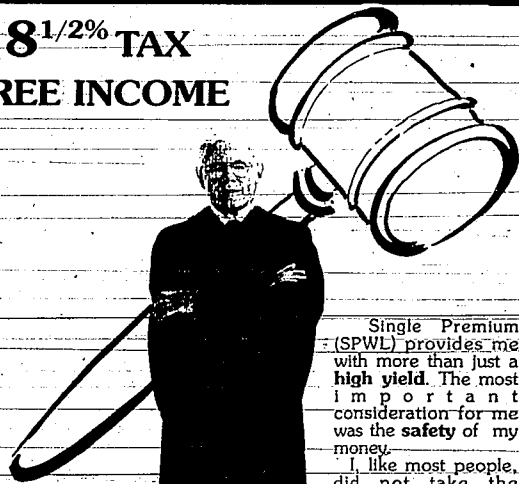 8 1/2% TAX
REE INCOME
Single Premium
(SPWL) provides me
with more than just a
high yield. The most
important
consideration for me
was the safety of my
money.
I, like most people,
did not take the